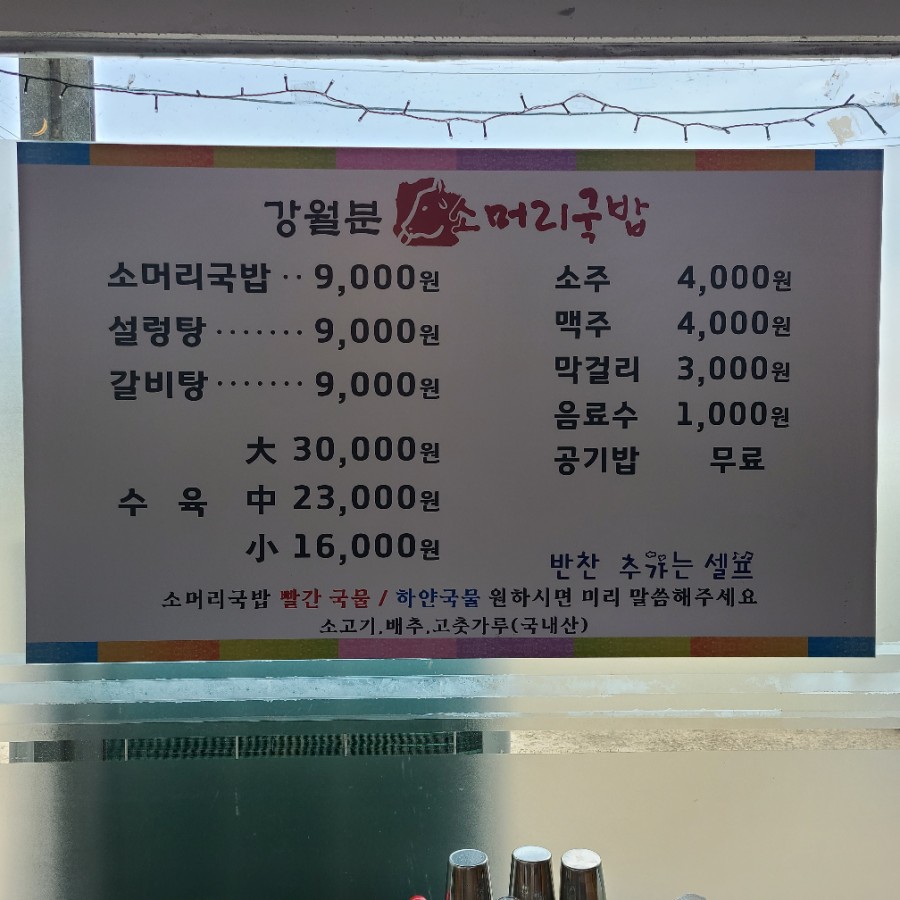 강월분 소머리국밥
소머리국밥 ·· 9,000원
설렁탕 ······· 9,000원
갈비탕 ······· 9,000원
수 육
大 30,000원
中 23,000원
小 16,000원
소주 4,000원
맥주 4,000원
막걸리 3,000원
음료수 1,000원
공기밥 무료
반찬 추가는 셀프
소머리국밥 빨간 국물 / 하얀국물 원하시면 미리 말씀해주세요
소고기.배추.고춧가루(국내산)